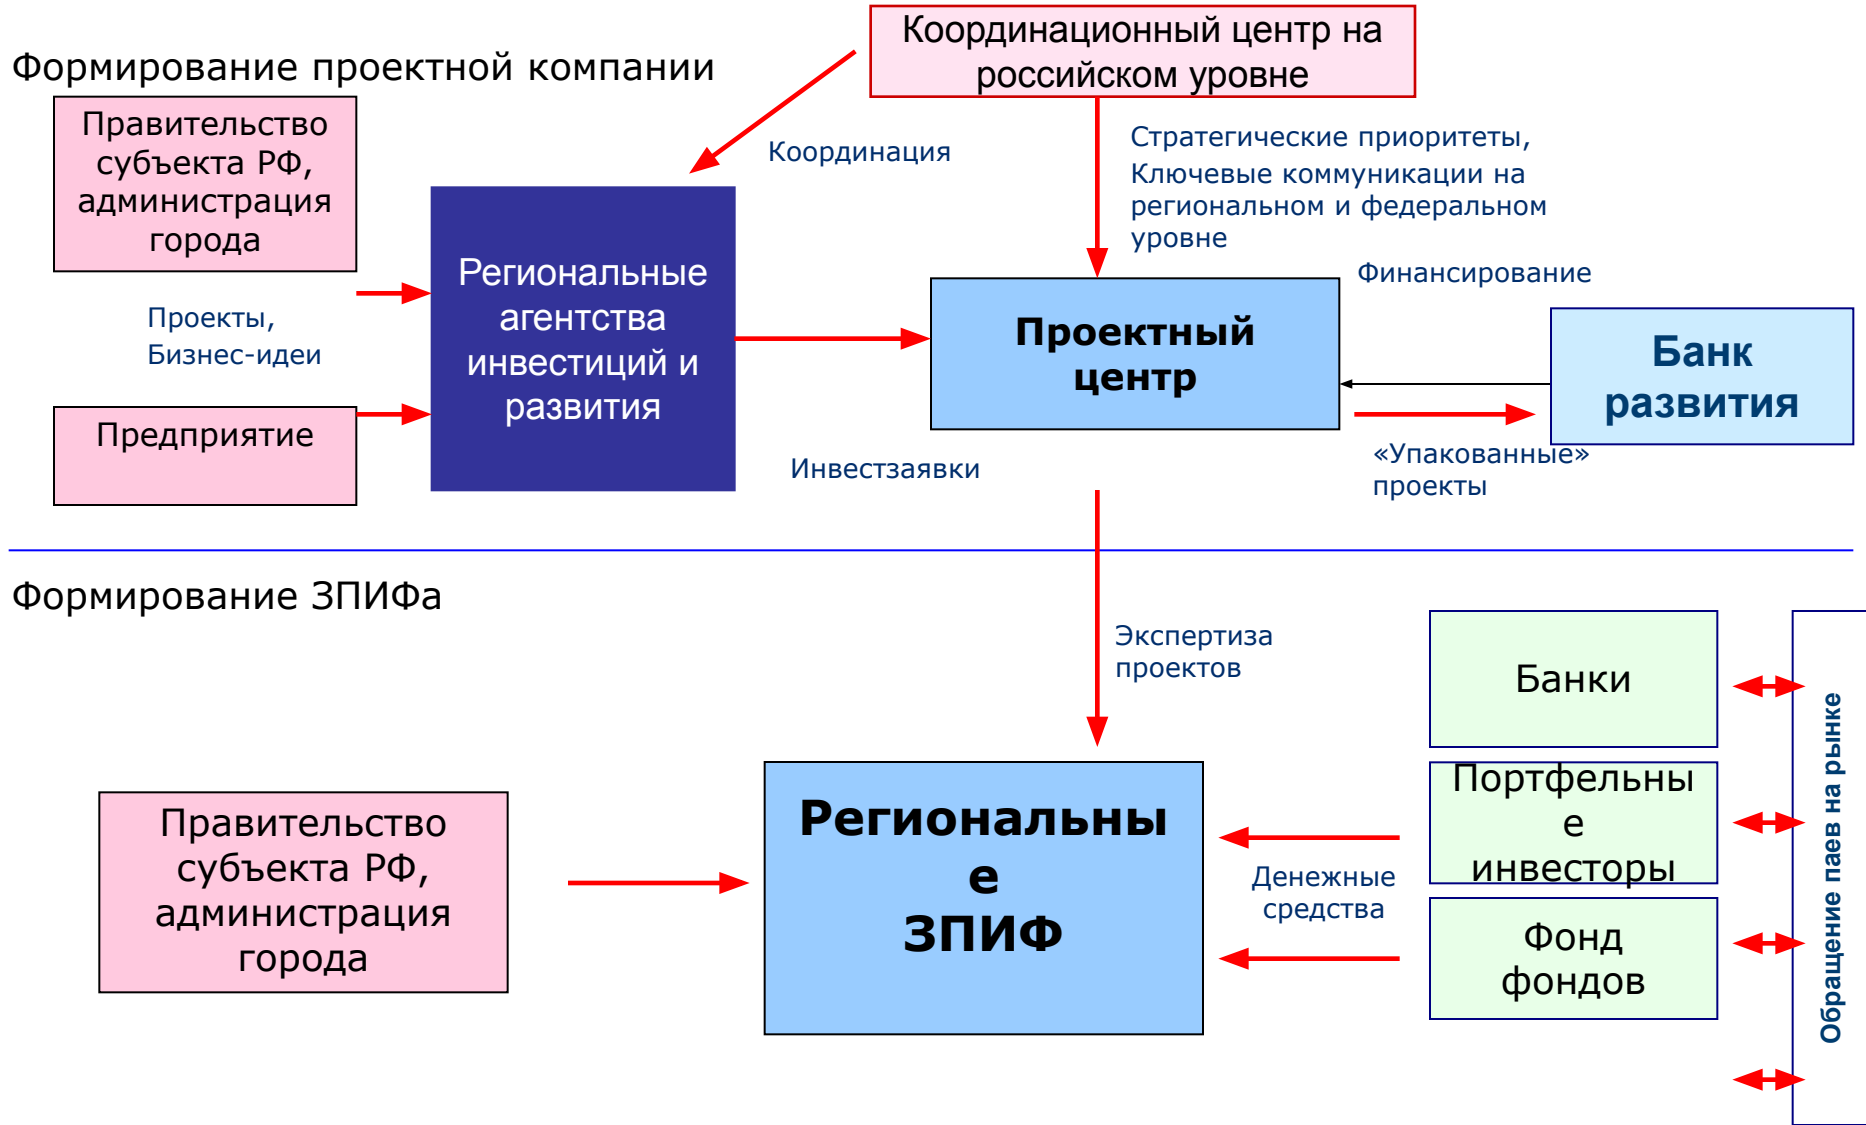 Координационный центр на
российском уровне
Формирование проектной компании
Правительство
субъекта РФ,
администрация
города
Координация
Стратегические приоритеты,
Ключевые коммуникации на
региональном и федеральном
уровне
Региональные
агентства
инвестиций и
развития
Проекты,
Бизнес-идеи
Предприятие
Финансирование
Проектный
центр
Банк
развития
Инвестзаявки
«Упакованные»
проекты
Формирование ЗПИФа
Экспертиза
проектов
Банки
Портфельны
е
инвесторы
Фонд
фондов
Обращение паев на рынке
Правительство
субъекта РФ,
администрация
города
Региональны
е
ЗПИФ
Денежные
средства